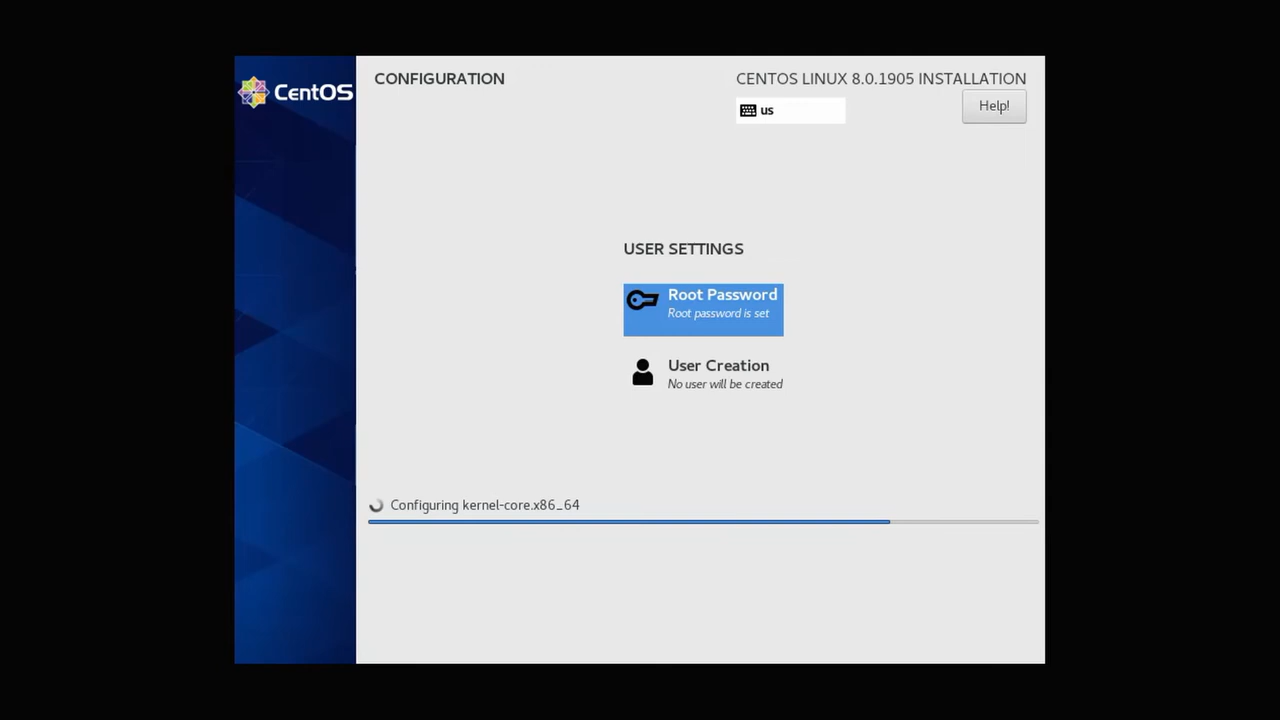 CentOS
CONFIGURATION
CENTOS LINUX 8.0.1905 INSTALLATION
us
Help!
USER SETTINGS
Root Password
Root password is set
User Creation
No user will be created
Configuring kernel-core.x86_64